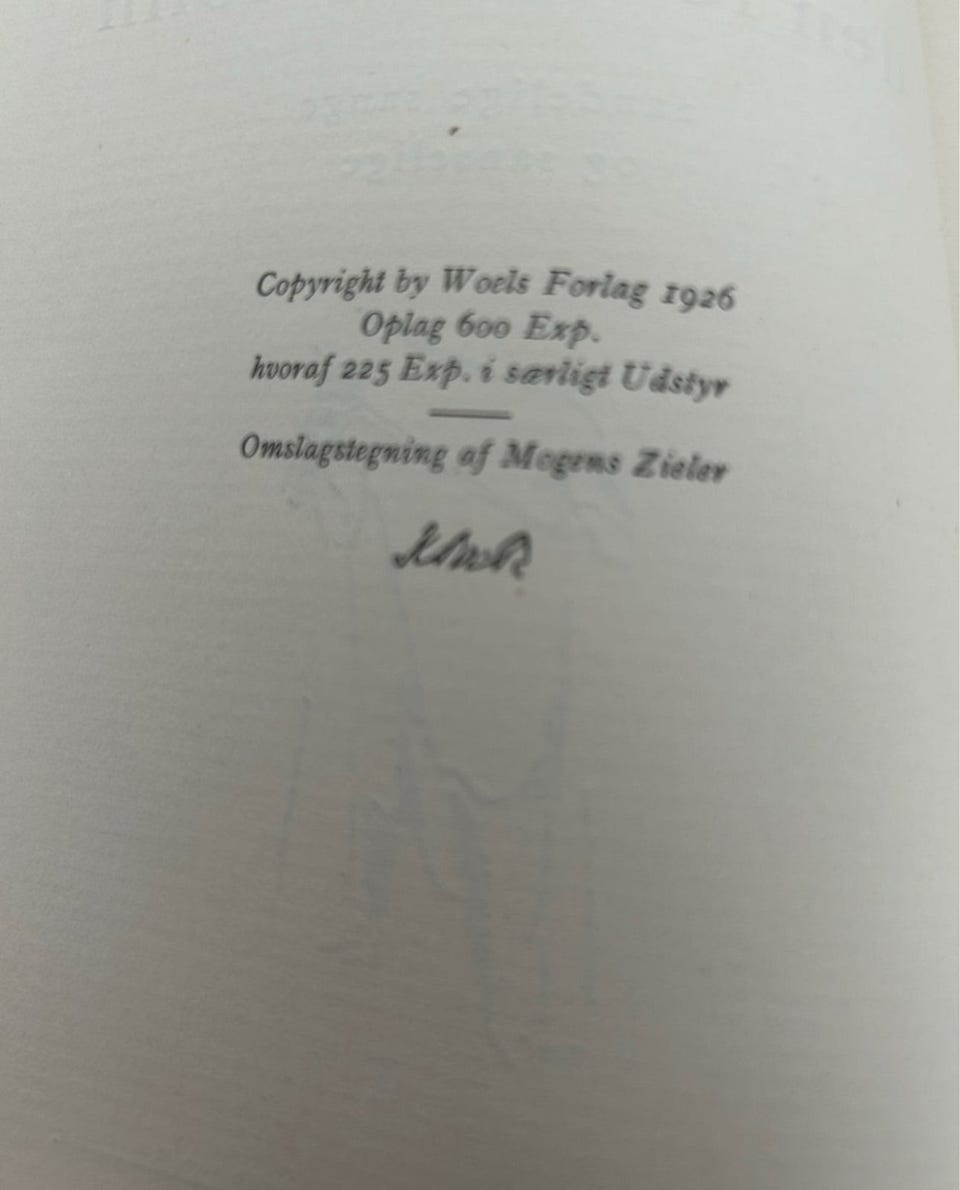 Copyright by Woels Forlag 1926
Oplag 600 Exp.
hvoraf 225 Exp. i særligt Udstyr
Omslagstegning af Mogens Zieler